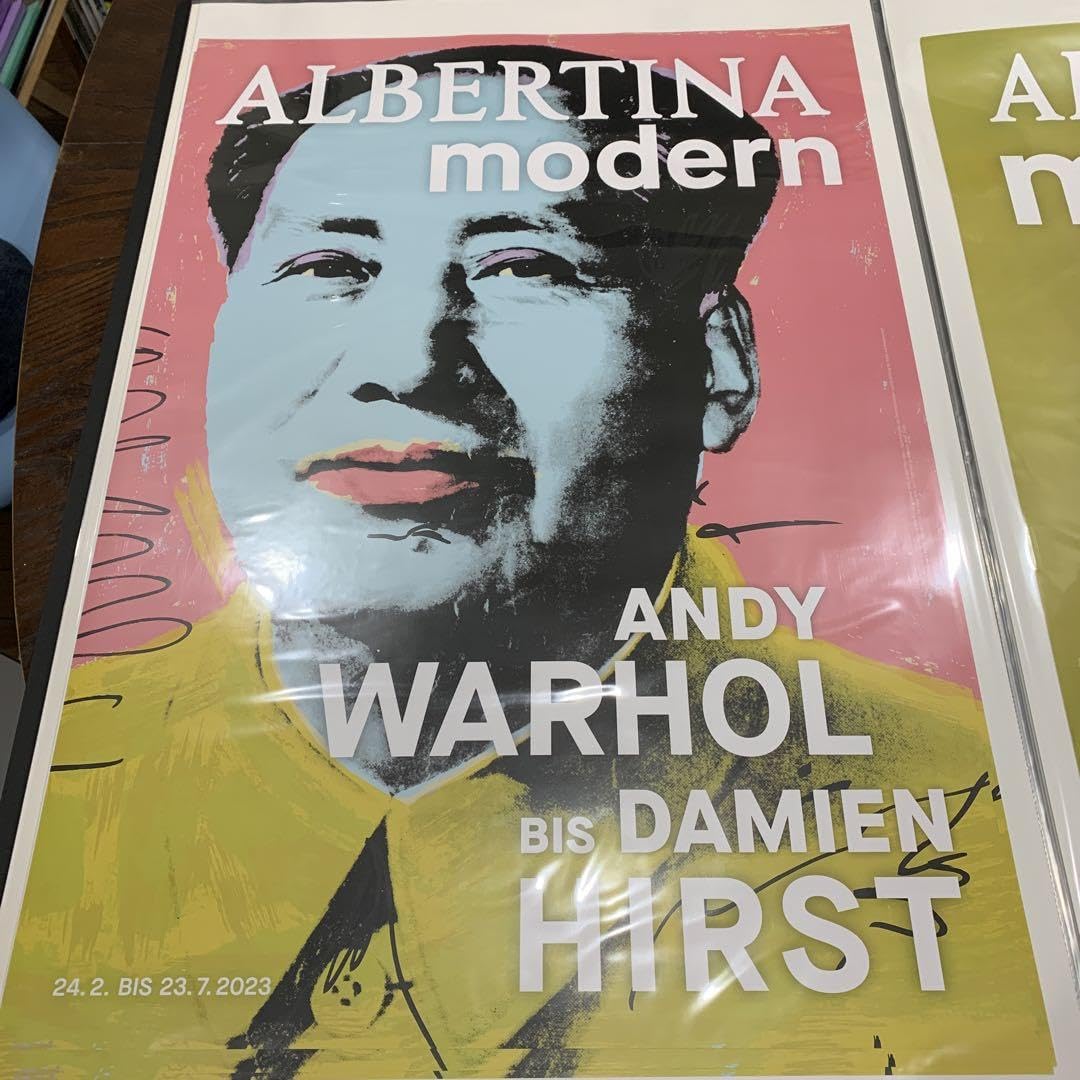 ALBERTINA
modern
ANDY
WARHOL
BIS DAMIEN
HIRST
24. 2. BIS 23. 7. 2023
A
m